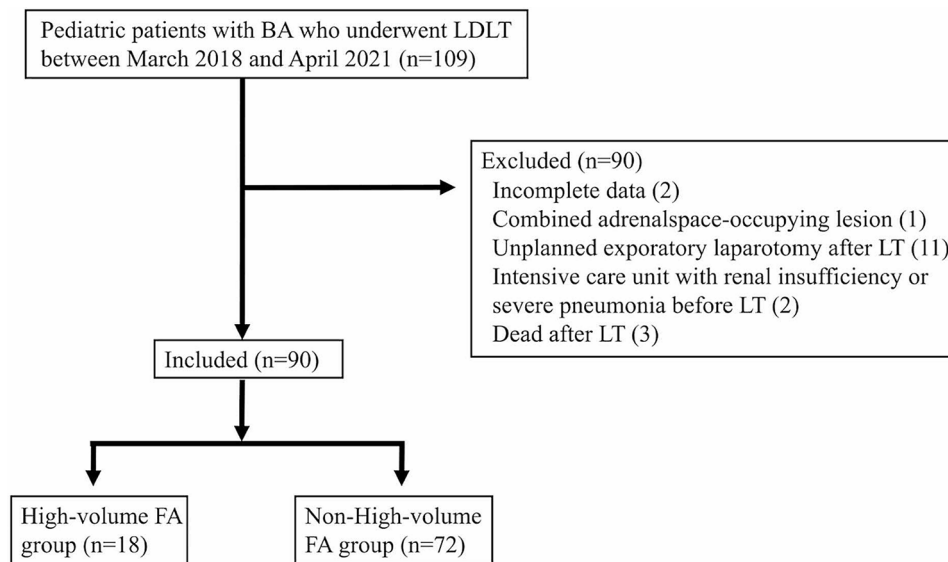 Pediatric patients with BA who underwent LDLT
between March 2018 and April 2021 (n=109)
Excluded (n=90)
Incomplete data (2)
Combined adrenalspace-occupying lesion (1)
Unplanned exporatory laparotomy after LT (11)
Intensive care unit with renal insufficiency or
severe pneumonia before LT (2)
Dead after LT (3)
Included (n=90)
High-volume FA
group (n=18)
Non-High-volume
FA group (n=72)